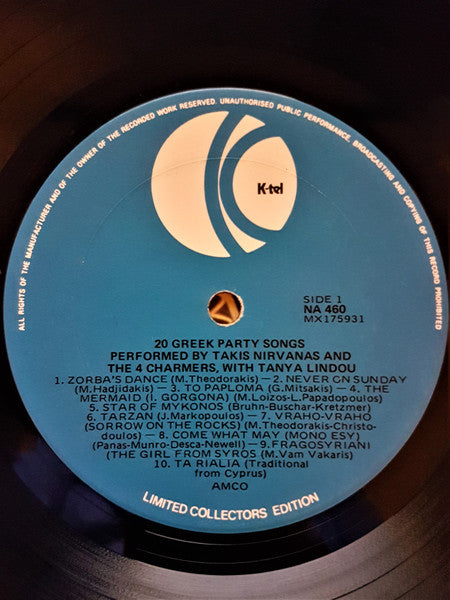 ALL RIGHTS OF THE MANUFACTURER AND OF THE OWNER OF THE RECORDED WORK RESERVED. UNAUTHORISED PUBLIC PERFORMANCE, BROADCASTING AND COPYING OF THIS RECORD PROHIBITED
K-tel
SIDE 1
NA 460
MX175931
20 GREEK PARTY SONGS
PERFORMED BY TAKIS NIRVANAS AND
THE 4 CHARMERS, WITH TANYA LINDOU
1. ZORBA'S DANCE (M.Theodorakis) – 2. NEVER ON SUNDAY
(M.Hadjidakis) – 3. TO PAPLOMA (G.Mitsakis) – 4. THE
MERMAID (I. GORGONA) (M.Loizos-L.Papadopoulos)
5. STAR OF MYKONOS (Bruhn-Buschar-Kretzmer)
6. TARZAN (J.Markopoulos) – 7. VRAHO-VRAHO
(SORROW ON THE ROCKS) (M.Theodorakis-Christo-
doulos) – 8. COME WHAT MAY (MONO ESY)
(Panas-Munro-Desca-Newell) – 9. FRAGOSYRIANI
(THE GIRL FROM SYROS) (M.Vam Vakaris)
10. TA RIALIA (Traditional
from Cyprus)
AMCO
LIMITED COLLECTORS EDITION